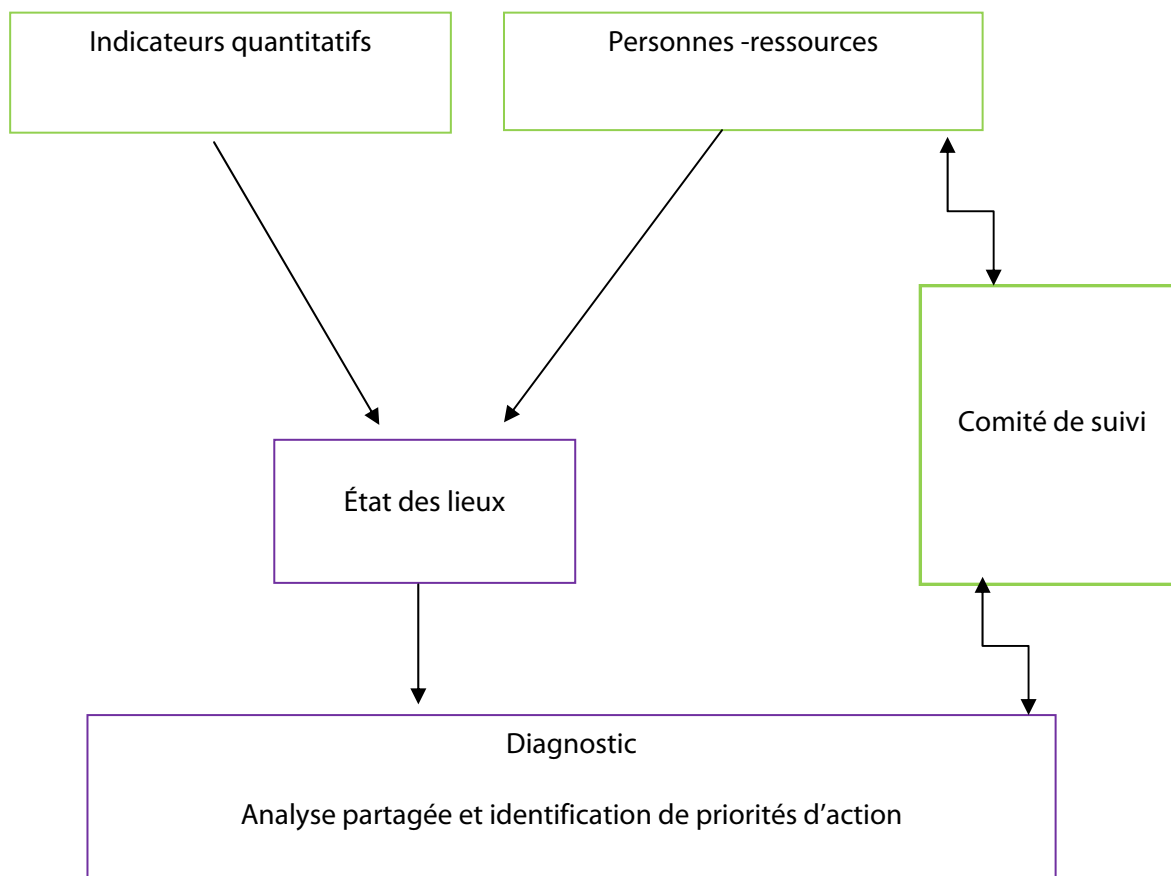 Indicateurs quantitatifs
Personnes -ressources
Comité de suivi
État des lieux
Diagnostic
Analyse partagée et identification de priorités d’action